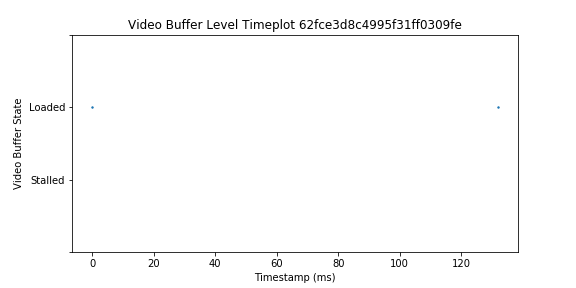 Video Buffer Level Timeplot 62fce3d8c4995f31ff0309fe
Video Buffer State
Loaded
Stalled
0 20 40 60 80 100 120
Timestamp (ms)